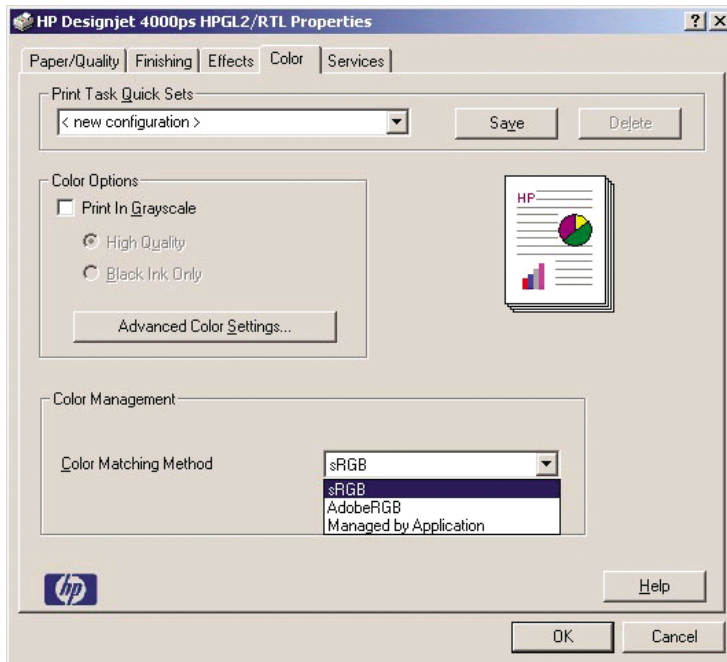 HP Designjet 4000ps HPGL2/RTL Properties
? X
Paper/Quality Finishing Effects Color Services
Print Task Quick Sets
< new configuration >
Save
Delete
Color Options
Print In Grayscale
High Quality
Black Ink Only
Advanced Color Settings...
HP
Color Management
Color Matching Method
sRGB
sRGB
AdobeRGB
Managed by Application
hp
Help
OK
Cancel